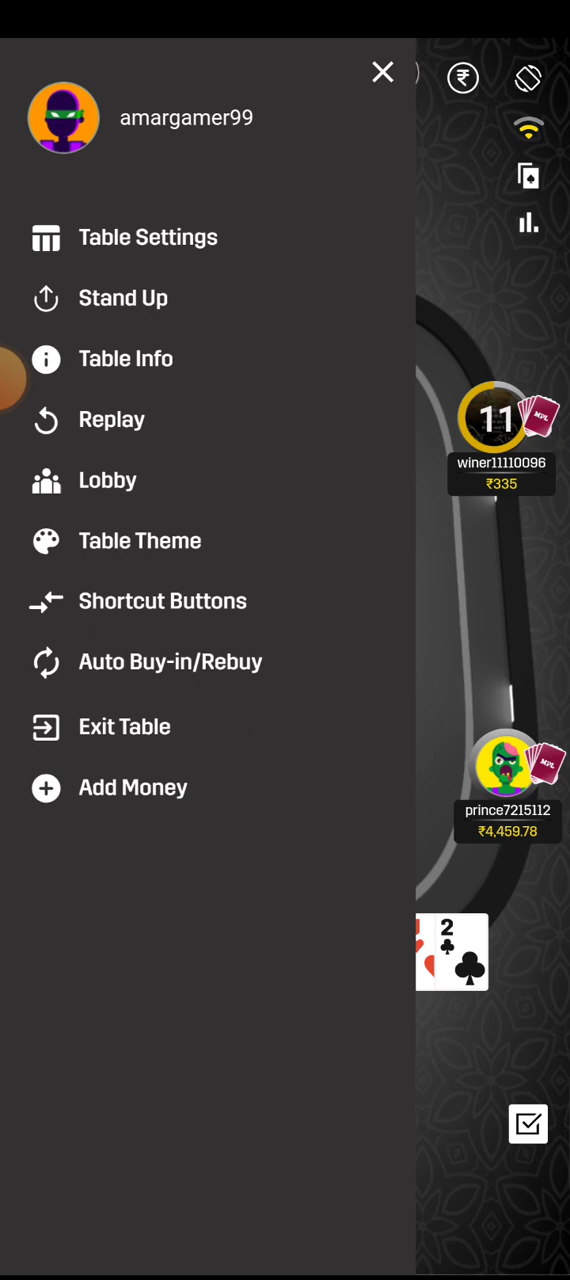 amargamer99
Table Settings
Stand Up
Table Info
Replay
Lobby
Table Theme
Shortcut Buttons
Auto Buy-in/Rebuy
Exit Table
Add Money
₹
11
MPL
winer11110096
₹335
MPL
prince7215112
₹4,459.78
2